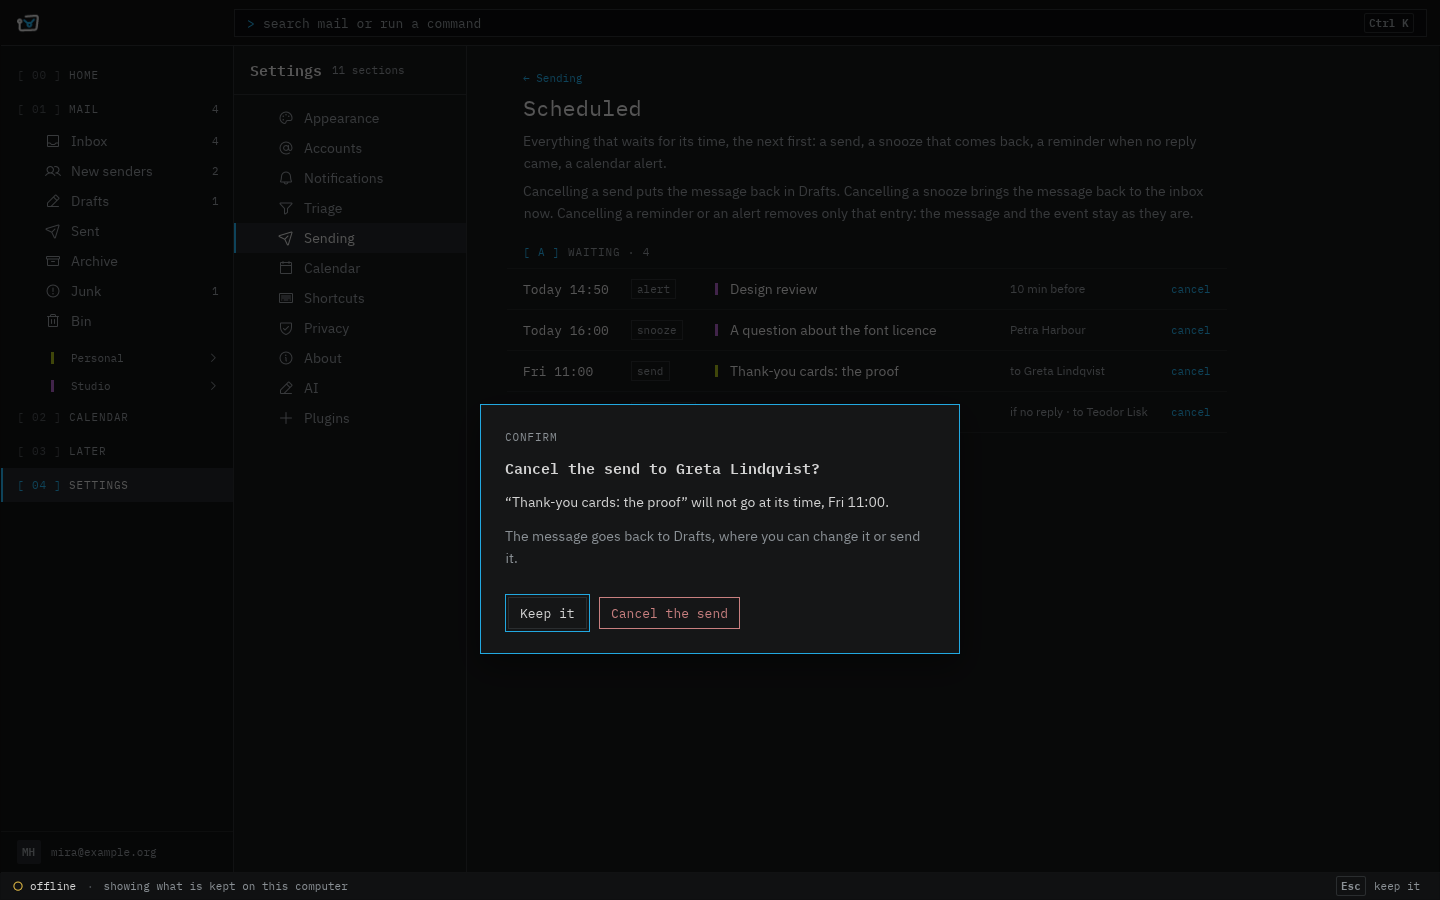 > search mail or run a command
Ctrl K
[ 00 ] HOME
[ 01 ] MAIL 4
Inbox 4
New senders 2
Drafts 1
Sent
Archive
Junk 1
Bin
Personal
Studio
[ 02 ] CALENDAR
[ 03 ] LATER
[ 04 ] SETTINGS
MH mira@example.org
Settings 11 sections
Appearance
Accounts
Notifications
Triage
Sending
Calendar
Shortcuts
Privacy
About
AI
Plugins
← Sending
Scheduled
Everything that waits for its time, the next first: a send, a snooze that comes back, a reminder when no reply
came, a calendar alert.
Cancelling a send puts the message back in Drafts. Cancelling a snooze brings the message back to the inbox
now. Cancelling a reminder or an alert removes only that entry: the message and the event stay as they are.
[ A ] WAITING · 4
Today 14:50 alert Design review 10 min before cancel
Today 16:00 snooze A question about the font licence Petra Harbour cancel
Fri 11:00 send Thank-you cards: the proof to Greta Lindqvist cancel
if no reply · to Teodor Lisk cancel
CONFIRM
Cancel the send to Greta Lindqvist?
“Thank-you cards: the proof” will not go at its time, Fri 11:00.
The message goes back to Drafts, where you can change it or send
it.
Keep it Cancel the send
offline · showing what is kept on this computer
Esc keep it